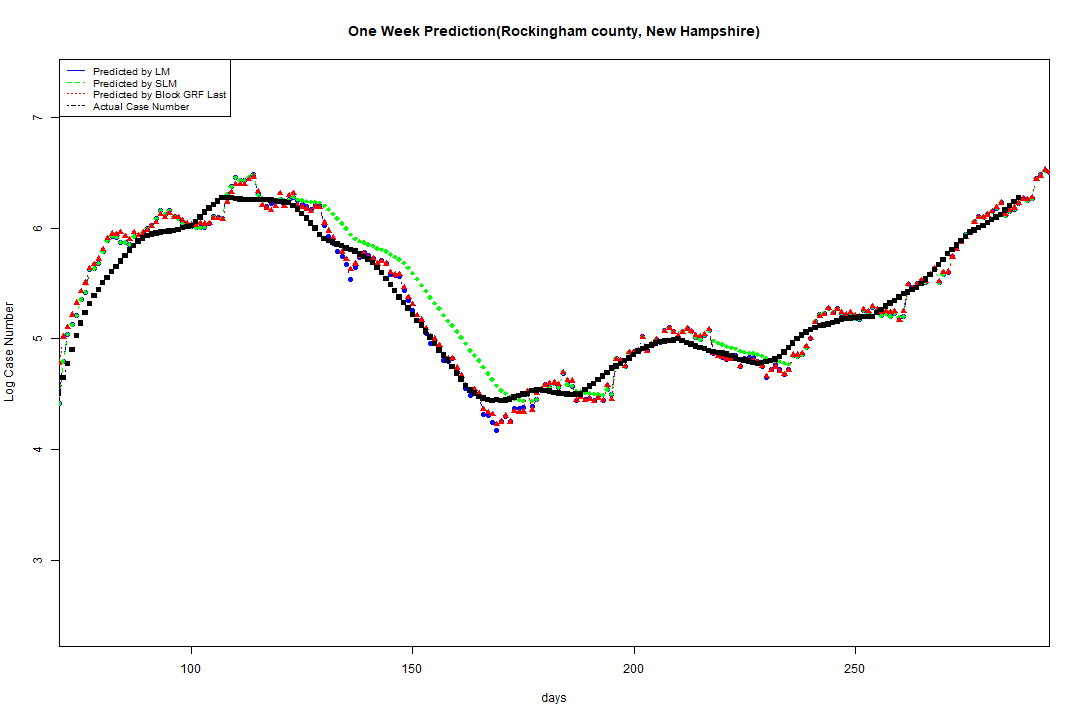 One Week Prediction(Rockingham county, New Hampshire)
Predicted by LM
Predicted by SLM
Predicted by Block GRF Last
Actual Case Number
7
6
5
4
3
Log Case Number
100
150
200
250
days